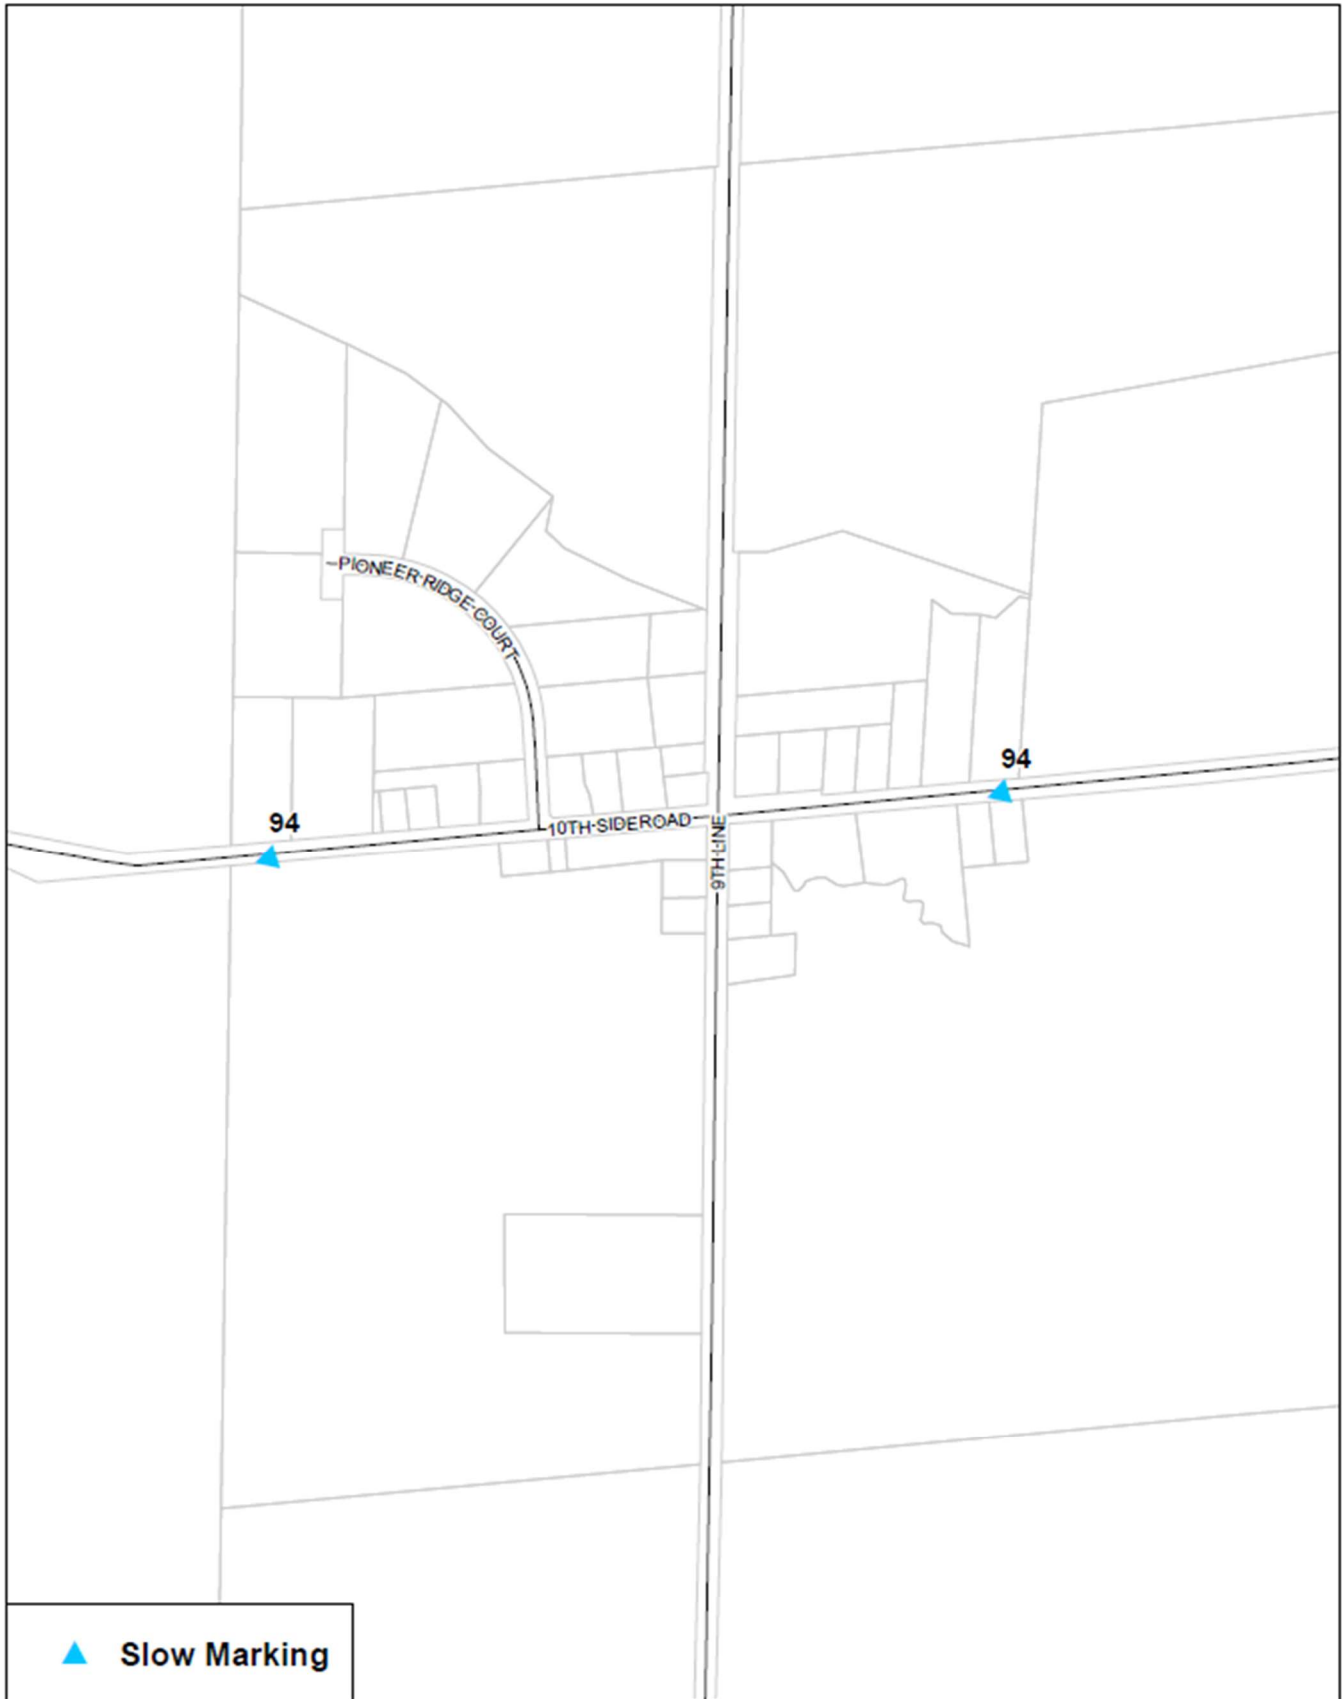 PIONEER RIDGE COURT
94
94
10TH SIDEROAD
9TH LINE
Slow Marking